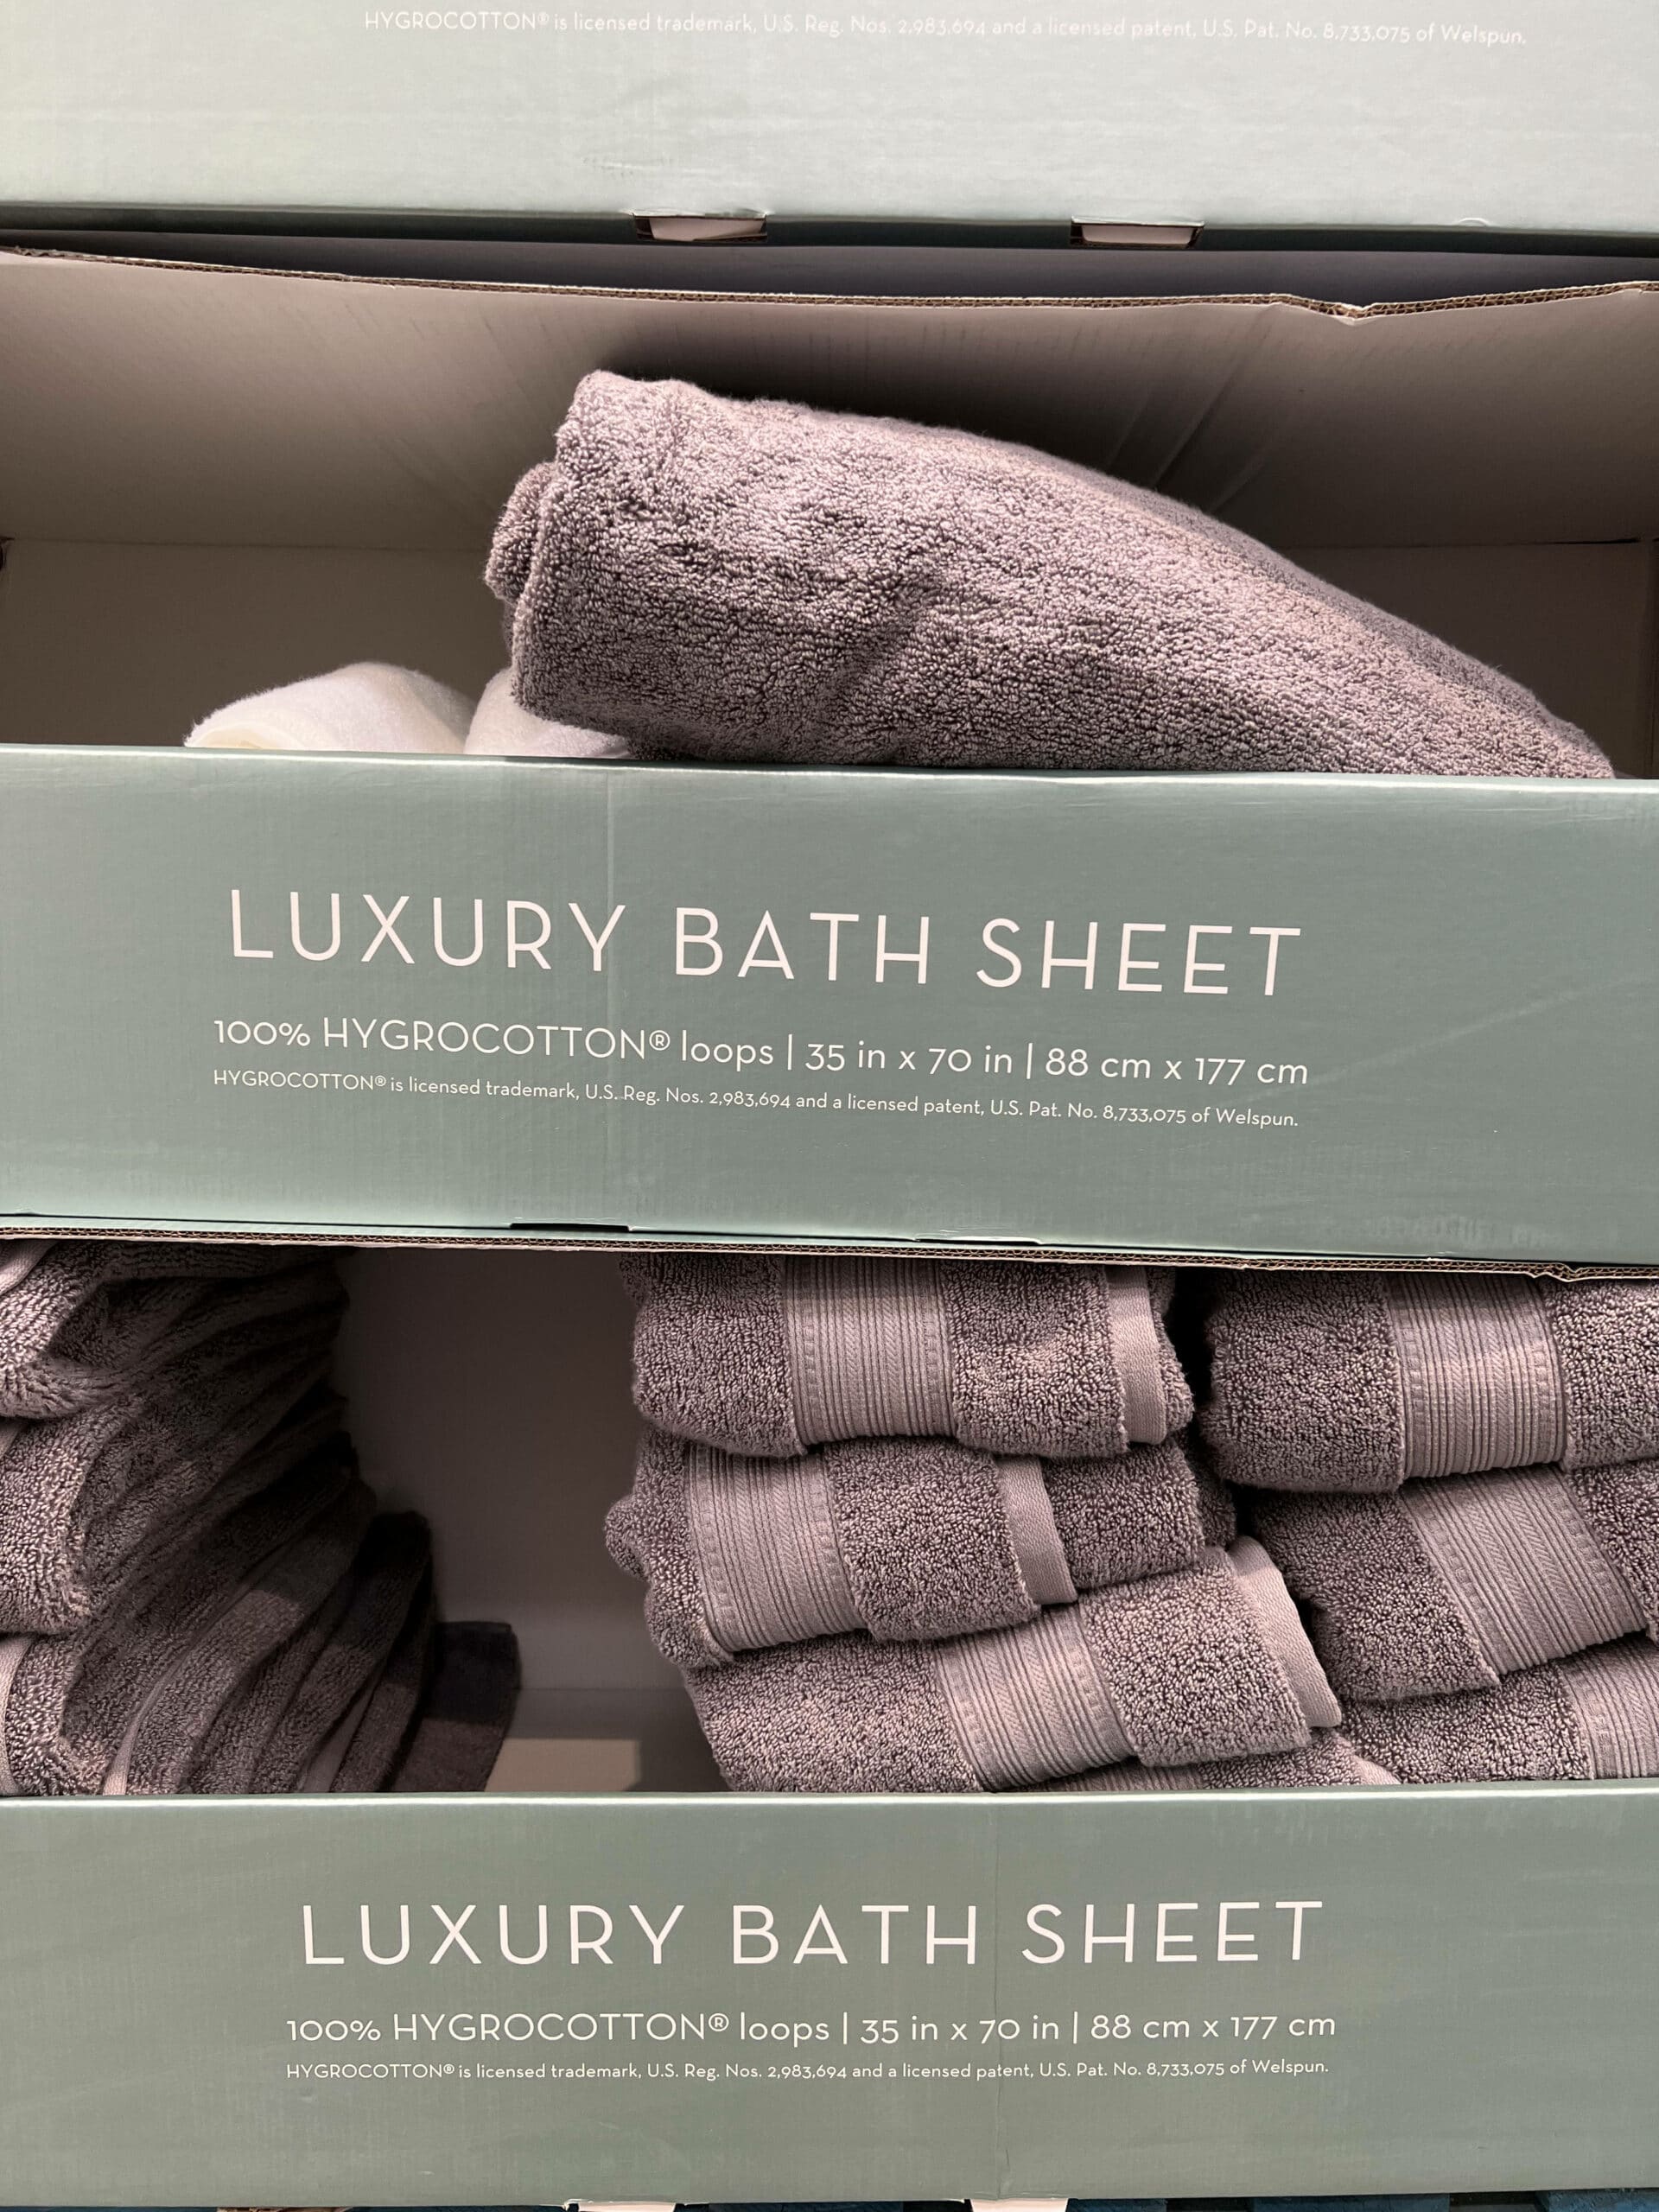 HYGROCOTTON® is licensed trademark, U.S. Reg. Nos. 2,983,694 and a licensed patent, U.S. Pat. No. 8,733,075 of Welspun.
LUXURY BATH SHEET
100% HYGROCOTTON® loops | 35 in x 70 in | 88 cm x 177 cm
HYGROCOTTON® is licensed trademark, U.S. Reg. Nos. 2,983,694 and a licensed patent, U.S. Pat. No. 8,733,075 of Welspun.
LUXURY BATH SHEET
100% HYGROCOTTON® loops | 35 in x 70 in | 88 cm x 177 cm
HYGROCOTTON® is licensed trademark, U.S. Reg. Nos. 2,983,694 and a licensed patent, U.S. Pat. No. 8,733,075 of Welspun.